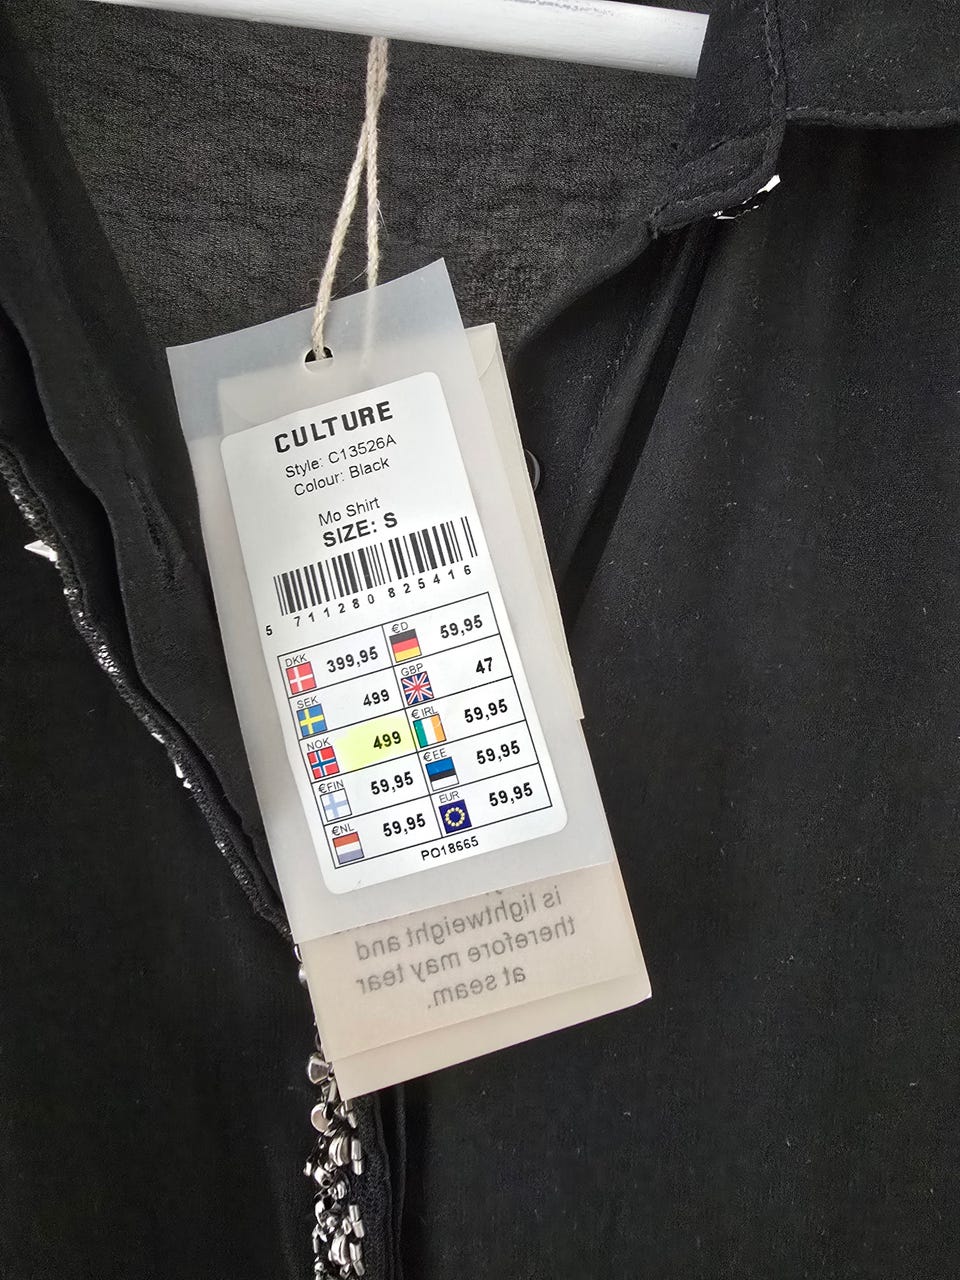 CULTURE
Style: C13526A
Colour: Black
Mo Shirt
SIZE: S
5 711280 825416
DKK 399,95
€D 59,95
SEK 499
GBP 47
NOK 499
€IRL 59,95
€FIN 59,95
€EE 59,95
€NL 59,95
EUR 59,95
PO18665
is lightweight and
therefore may tear
at seam.